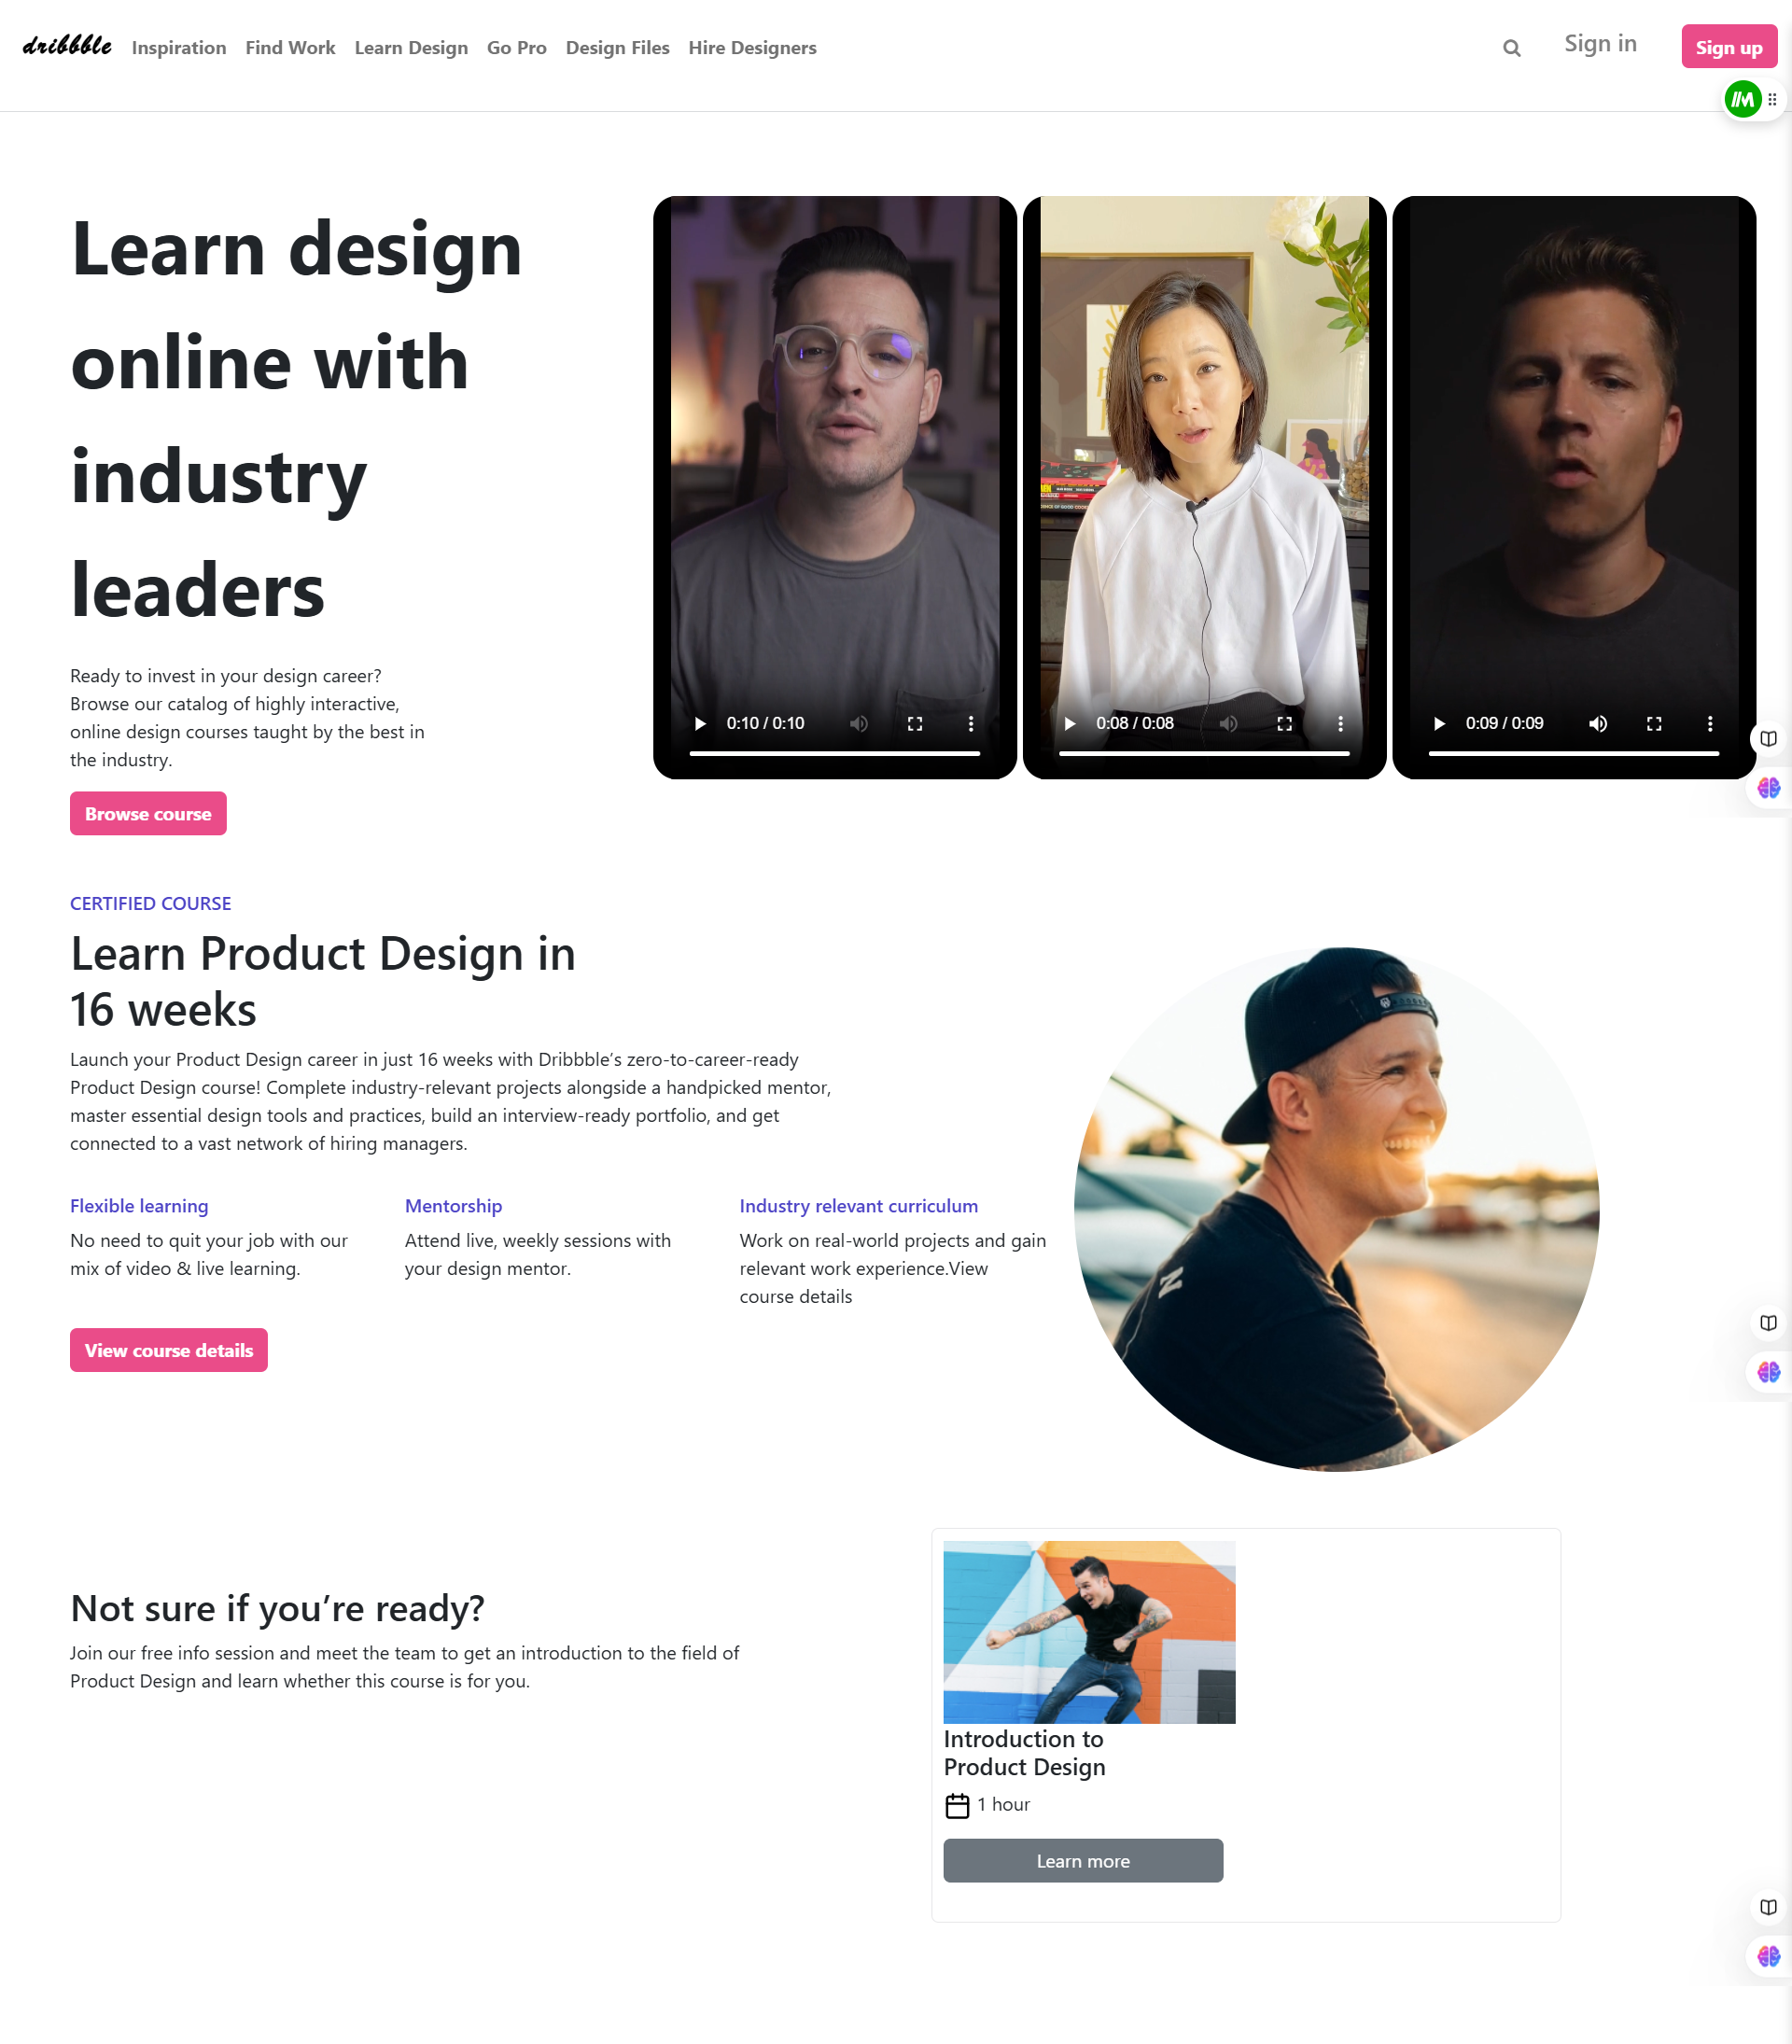 dribbble Inspiration Find Work Learn Design Go Pro Design Files Hire Designers Sign in Sign up
Learn design
online with
industry
leaders
Ready to invest in your design career?
Browse our catalog of highly interactive,
online design courses taught by the best in
the industry.
Browse course
0:10 / 0:10
0:08 / 0:08
0:09 / 0:09
CERTIFIED COURSE
Learn Product Design in
16 weeks
Launch your Product Design career in just 16 weeks with Dribbble’s zero-to-career-ready
Product Design course! Complete industry-relevant projects alongside a handpicked mentor,
master essential design tools and practices, build an interview-ready portfolio, and get
connected to a vast network of hiring managers.
Flexible learning
No need to quit your job with our
mix of video & live learning.
Mentorship
Attend live, weekly sessions with
your design mentor.
Industry relevant curriculum
Work on real-world projects and gain
relevant work experience.View
course details
View course details
Not sure if you’re ready?
Join our free info session and meet the team to get an introduction to the field of
Product Design and learn whether this course is for you.
Introduction to
Product Design
1 hour
Learn more